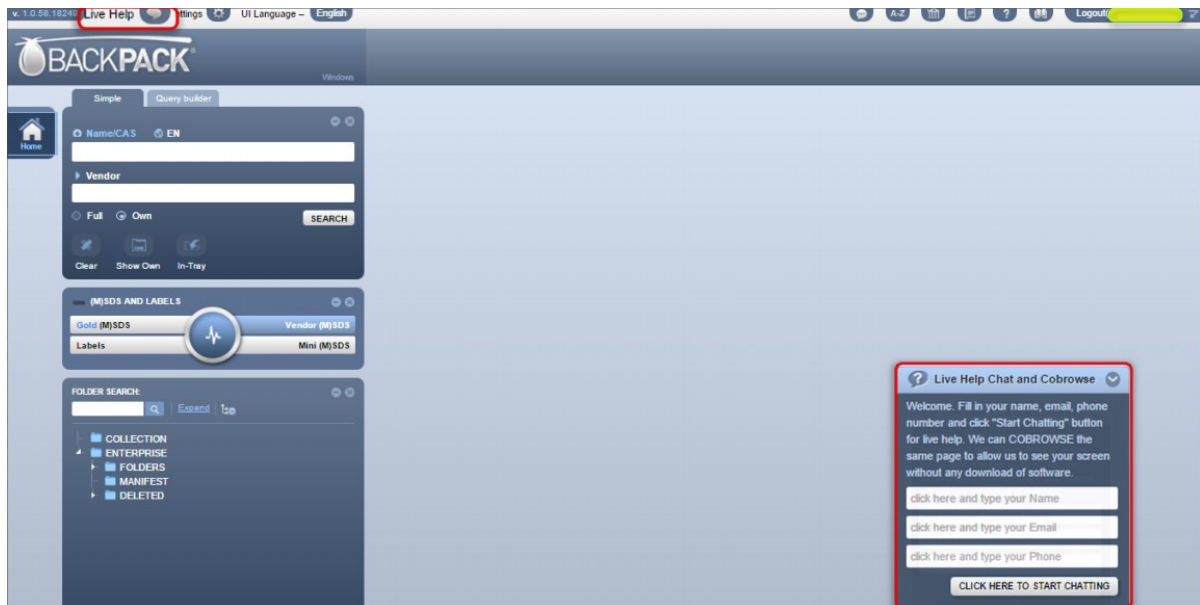 v. 1.0.58.1824 Live Help ttings UI Language – English A-Z ? Logout(
BACKPACK
Windows
Simple Query builder
Home
Name/CAS EN
Vendor
Full Own SEARCH
Clear Show Own In-Tray
(M)SDS AND LABELS
Gold (M)SDS Vendor (M)SDS
Labels Mini (M)SDS
FOLDER SEARCH:
Expand
COLLECTION
ENTERPRISE
FOLDERS
MANIFEST
DELETED
? Live Help Chat and Cobrowse
Welcome. Fill in your name, email, phone
number and click "Start Chatting" button
for live help. We can COBROWSE the
same page to allow us to see your screen
without any download of software.
click here and type your Name
click here and type your Email
click here and type your Phone
CLICK HERE TO START CHATTING